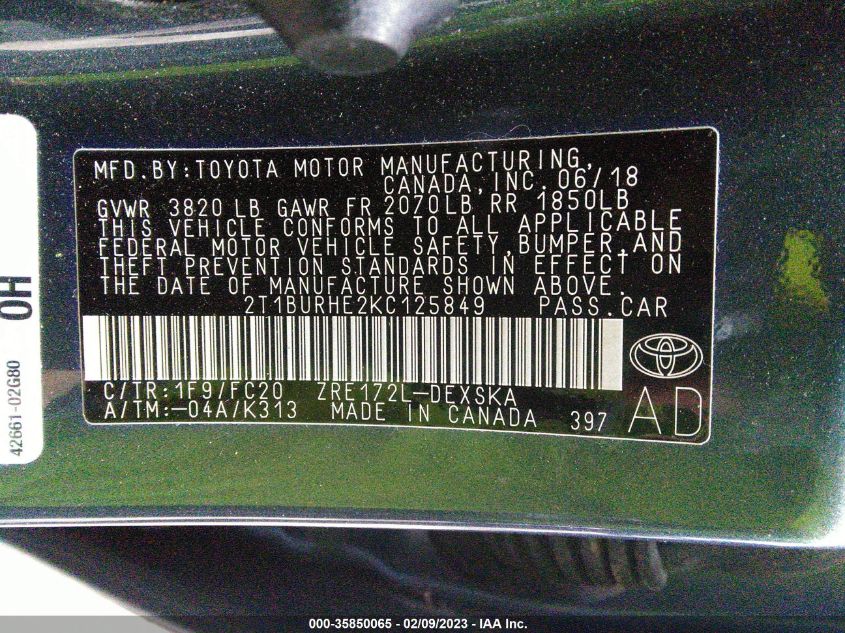 MFD.BY:TOYOTA MOTOR MANUFACTURING,
CANADA,INC.06/18
GVWR 3820 LB GAWR FR 2070LB RR 1850LB
THIS VEHICLE CONFORMS TO ALL APPLICABLE
FEDERAL MOTOR VEHICLE SAFETY,BUMPER,AND
THEFT PREVENTION STANDARDS IN EFFECT ON
THE DATE OF MANUFACTURE SHOWN ABOVE.
2T1BURHE2KC125849 PASS.CAR
C/TR:1F9/FC20 ZRE172L-DEXSKA
A/TM:-04A/K313 MADE IN CANADA 397
AD
OH
42661-02G80
000-35850065 - 02/09/2023 - IAA Inc.